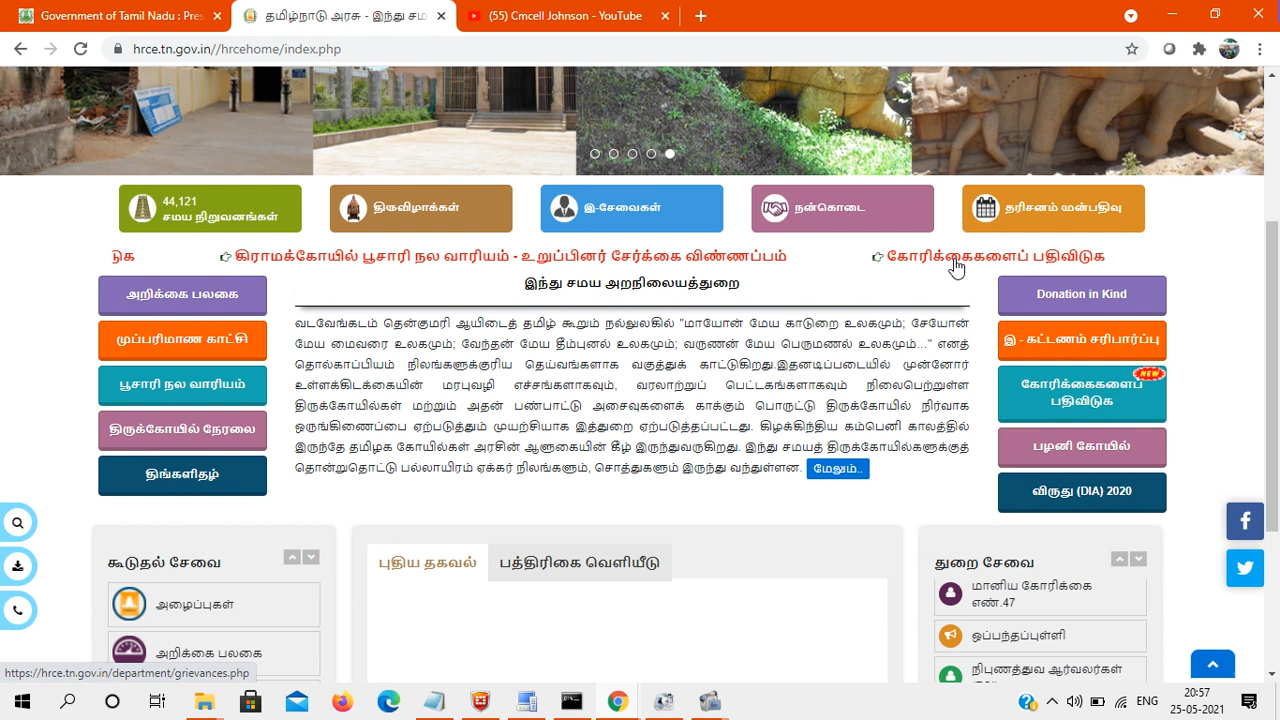 Government of Tamil Nadu : Pres
தமிழ்நாடு அரசு - இந்து சம
(55) Cmcell Johnson - YouTube
hrce.tn.gov.in//hrcehome/index.php
44,121
சமய நிறுவனங்கள்
திருவிழாக்கள்
இ-சேவைகள்
நன்கொடை
தரிசனம் முன்பதிவு
டுக
கிராமக்கோயில் பூசாரி நல வாரியம் - உறுப்பினர் சேர்க்கை விண்ணப்பம்
கோரிக்கைகளைப் பதிவிடுக
இந்து சமய அறநிலையத்துறை
அறிக்கை பலகை
முப்பரிமாண காட்சி
பூசாரி நல வாரியம்
திருக்கோயில் நேரலை
திங்களிதழ்
வடவேங்கடம் தென்குமரி ஆயிடைத் தமிழ் கூறும் நல்லுலகில் "மாயோன் மேய காடுறை உலகமும்; சேயோன்
மேய மைவரை உலகமும்; வேந்தன் மேய தீம்புனல் உலகமும்; வருணன் மேய பெருமணல் உலகமும்..." எனத்
தொல்காப்பியம் நிலங்களுக்குரிய தெய்வங்களாக வகுத்துக் காட்டுகிறது.இதனடிப்படையில் முன்னோர்
உள்ளக்கிடக்கையின் மரபுவழி எச்சங்களாகவும், வரலாற்றுப் பெட்டகங்களாகவும் நிலைபெற்றுள்ள
திருக்கோயில்கள் மற்றும் அதன் பண்பாட்டு அசைவுகளைக் காக்கும் பொருட்டு திருக்கோயில் நிர்வாக
ஒருங்கிணைப்பை ஏற்படுத்தும் முயற்சியாக இத்துறை ஏற்படுத்தப்பட்டது. கிழக்கிந்திய கம்பெனி காலத்தில்
இருந்தே தமிழக கோயில்கள் அரசின் ஆளுகையின் கீழ் இருந்துவருகிறது. இந்து சமயத் திருக்கோயில்களுக்குத்
தொன்றுதொட்டு பல்லாயிரம் ஏக்கர் நிலங்களும், சொத்துகளும் இருந்து வந்துள்ளன. மேலும்..
Donation in Kind
இ - கட்டணம் சரிபார்ப்பு
NEW
கோரிக்கைகளைப்
பதிவிடுக
பழனி கோயில்
விருது (DIA) 2020
கூடுதல் சேவை
அழைப்புகள்
அறிக்கை பலகை
புதிய தகவல்
பத்திரிகை வெளியீடு
துறை சேவை
மானிய கோரிக்கை
எண்.47
ஒப்பந்தப்புள்ளி
நிபுணத்துவ ஆர்வலர்கள்
https://hrce.tn.gov.in/department/grievances.php
ENG
20:57
25-05-2021